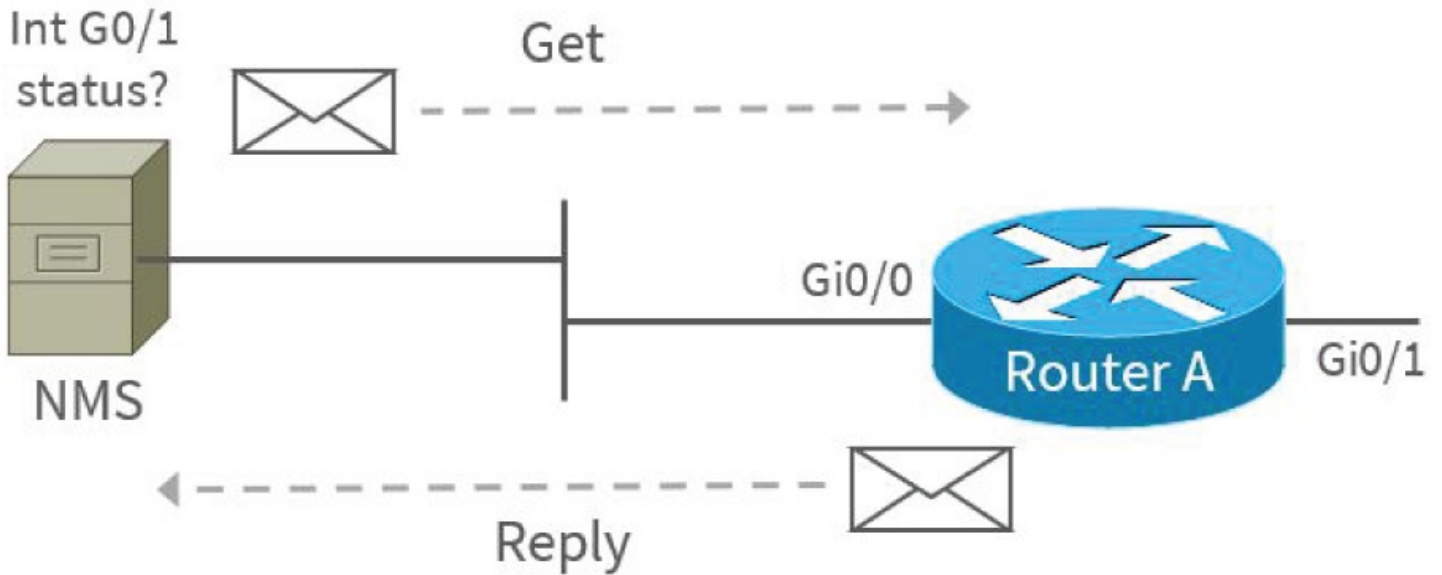 Int G0/1
status?
Get
Gi0/0
Router A
Gi0/1
NMS
Reply